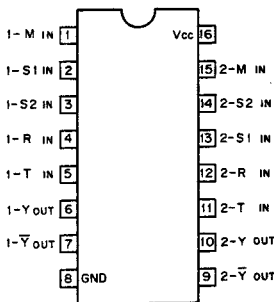 1-M IN 1 Vcc 16
1-S1 IN 2 15 2-M IN
1-S2 IN 3 14 2-S2 IN
1-R IN 4 13 2-S1 IN
1-T IN 5 12 2-R IN
1-Y OUT 6 11 2-T IN
1-Y̅ OUT 7 10 2-Y OUT
8 GND 9 2-Y̅ OUT